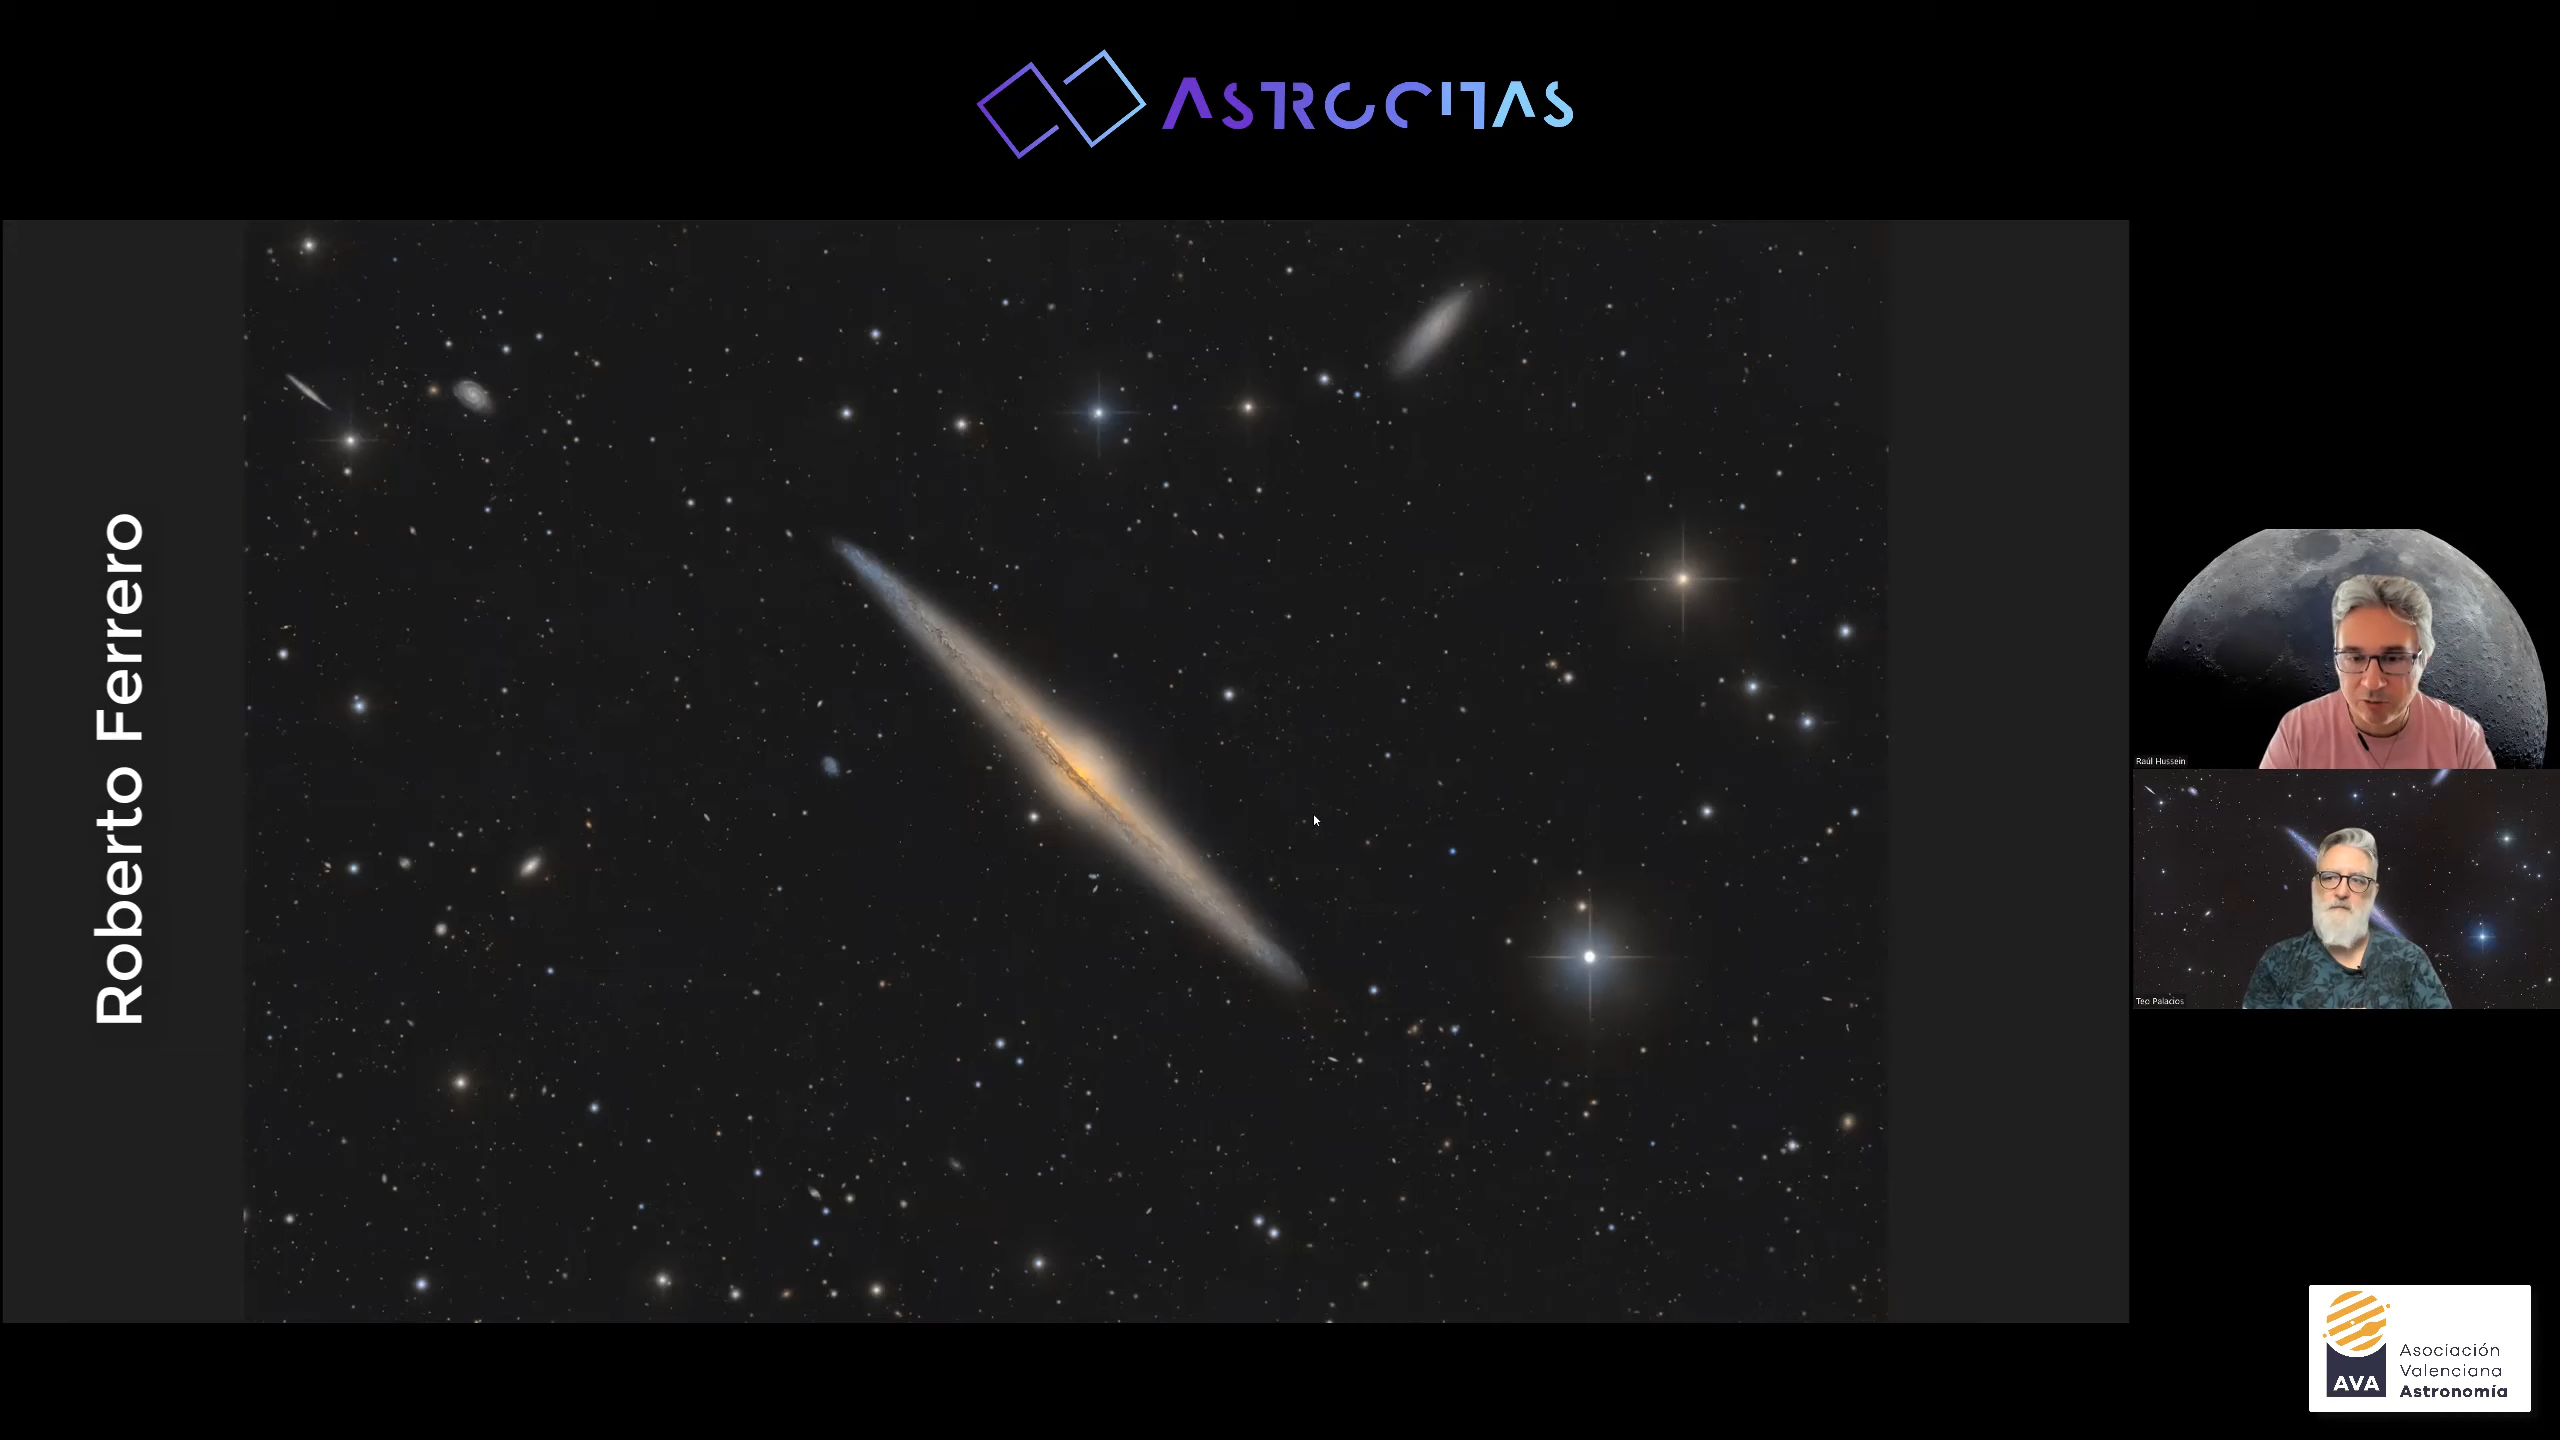 ASTROCITAS
Roberto Ferrero
Raúl Hussein
Teo Palacios
AVA
Asociación
Valenciana
Astronomía